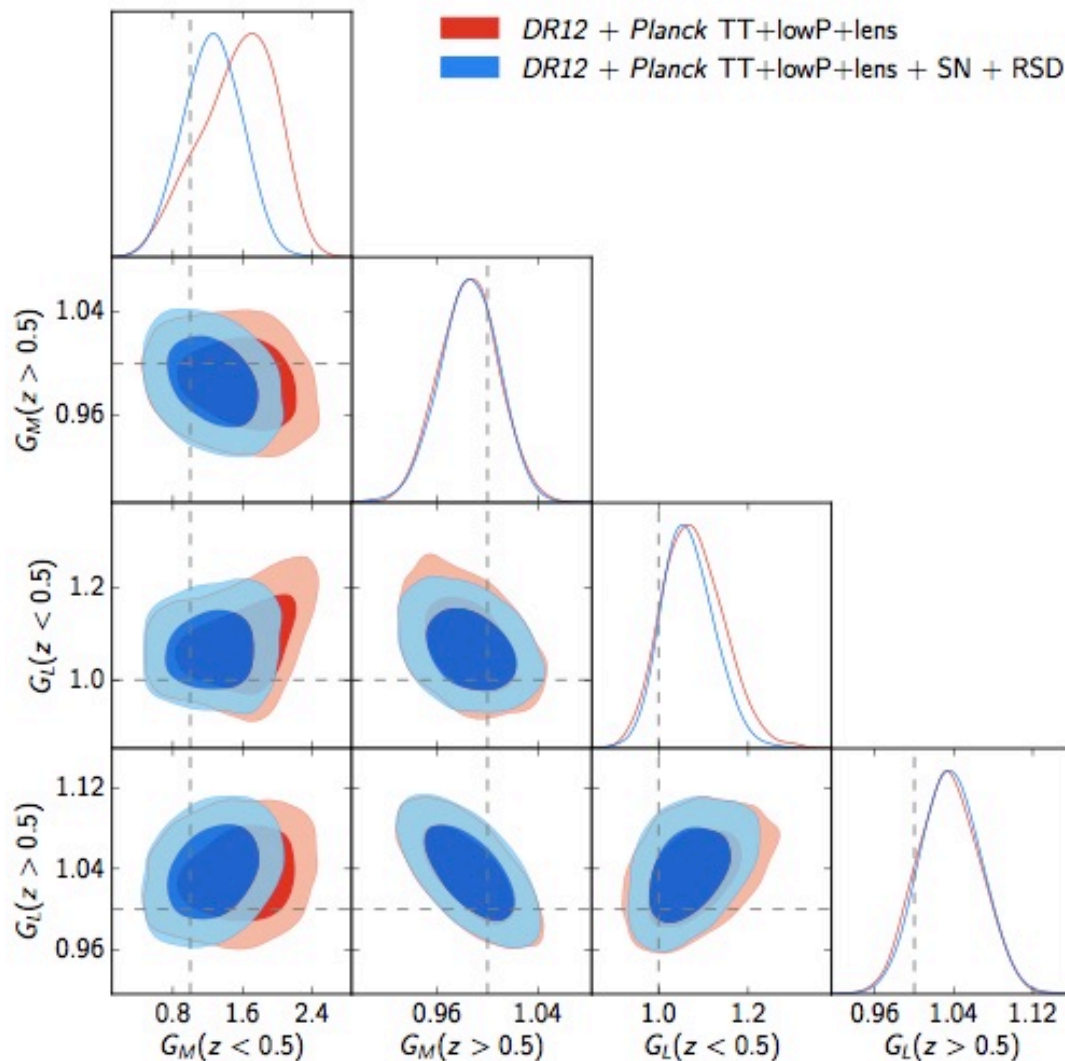 DR12 + Planck TT+lowP+lens
DR12 + Planck TT+lowP+lens + SN + RSD
G_M(z > 0.5)
1.04
0.96
G_L(z < 0.5)
1.2
1.0
G_L(z > 0.5)
1.12
1.04
0.96
0.8 1.6 2.4
0.96 1.04
1.0 1.2
0.96 1.04 1.12
G_M(z < 0.5)
G_M(z > 0.5)
G_L(z < 0.5)
G_L(z > 0.5)